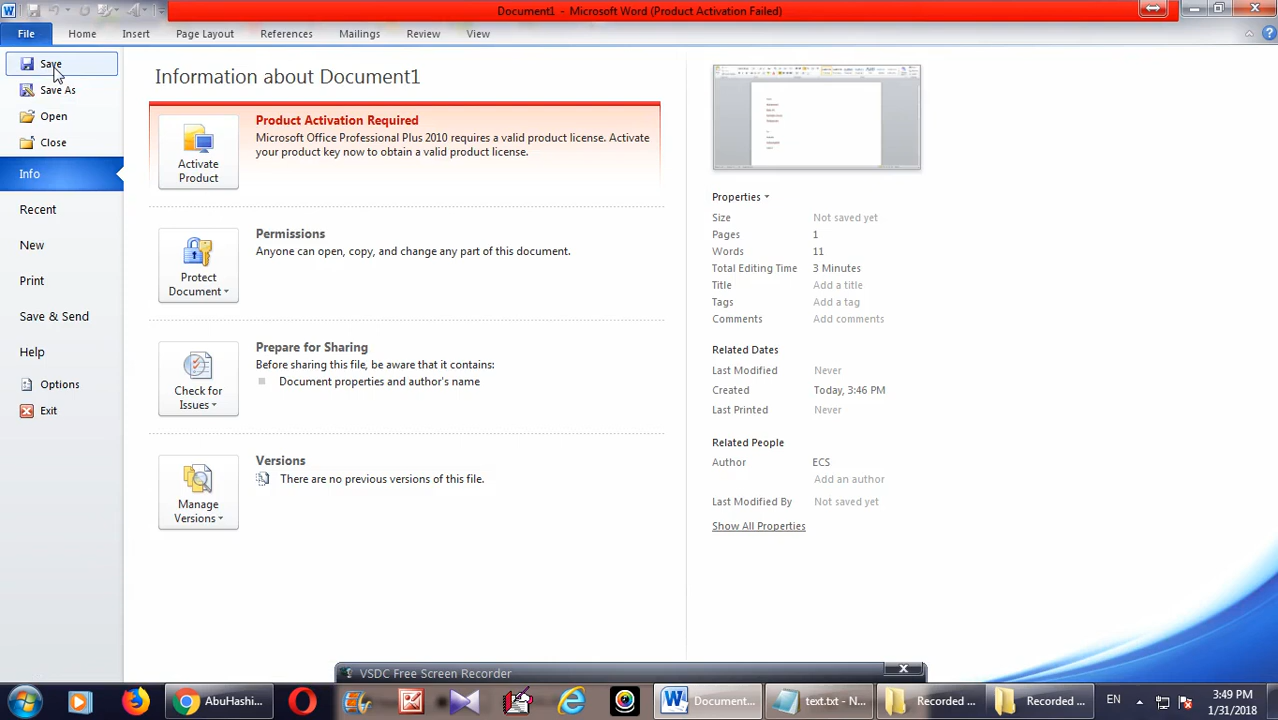 Document1 - Microsoft Word (Product Activation Failed)
File Home Insert Page Layout References Mailings Review View
Save
Save As
Open
Close
Info
Recent
New
Print
Save & Send
Help
Options
Exit
Information about Document1
Activate
Product
Product Activation Required
Microsoft Office Professional Plus 2010 requires a valid product license. Activate
your product key now to obtain a valid product license.
Protect
Document
Permissions
Anyone can open, copy, and change any part of this document.
Check for
Issues
Prepare for Sharing
Before sharing this file, be aware that it contains:
Document properties and author's name
Manage
Versions
Versions
There are no previous versions of this file.
Properties
Size Not saved yet
Pages 1
Words 11
Total Editing Time 3 Minutes
Title Add a title
Tags Add a tag
Comments Add comments
Related Dates
Last Modified Never
Created Today, 3:46 PM
Last Printed Never
Related People
Author ECS
Add an author
Last Modified By Not saved yet
Show All Properties
VSDC Free Screen Recorder
AbuHashi...
Document...
text.txt - N...
Recorded ...
Recorded ...
EN
3:49 PM
1/31/2018